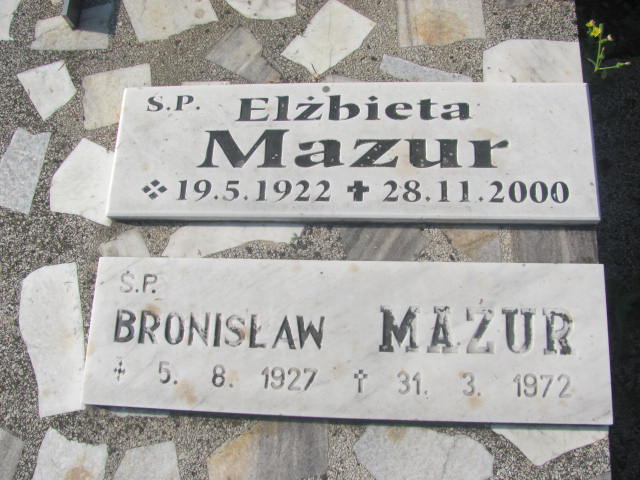 Ś.P. Elżbieta
Mazur
19.5.1922 ✝ 28.11.2000
Ś.P.
BRONISŁAW MAZUR
5. 8. 1927 † 31. 3. 1972